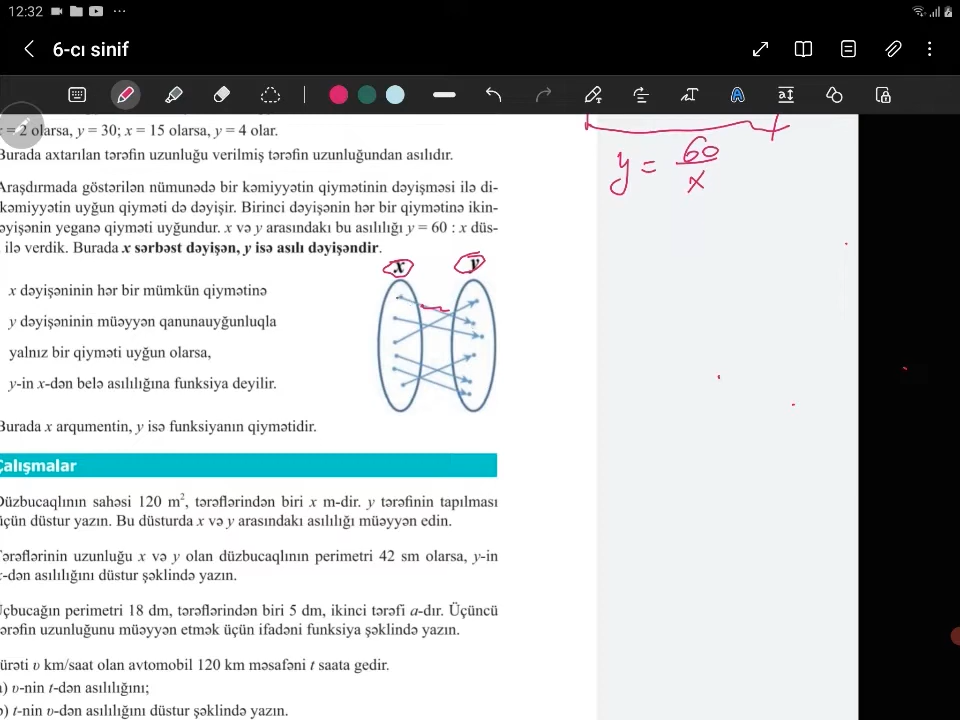 12:32
6-cı sinif
= 2 olarsa, y = 30; x = 15 olarsa, y = 4 olar.
Burada axtarılan tərəfin uzunluğu verilmiş tərəfin uzunluğundan asılıdır.
y = 60/x
Araşdırmada göstərilən nümunədə bir kəmiyyətin qiymətinin dəyişməsi ilə di-
kəmiyyətin uyğun qiyməti də dəyişir. Birinci dəyişənin hər bir qiymətinə ikin-
əyişənin yeganə qiyməti uyğundur. x və y arasındakı bu asılılığı y = 60 : x düs-
ilə verdik. Burada x sərbəst dəyişən, y isə asılı dəyişəndir.
x y
x dəyişəninin hər bir mümkün qiymətinə
y dəyişəninin müəyyən qanunauyğunluqla
yalnız bir qiyməti uyğun olarsa,
y-in x-dən belə asılılığına funksiya deyilir.
Burada x arqumentin, y isə funksiyanın qiymətidir.
Çalışmalar
Düzbucaqlının sahəsi 120 m², tərəflərindən biri x m-dir. y tərəfinin tapılması
üçün düstur yazın. Bu düsturda x və y arasındakı asılılığı müəyyən edin.
Tərəflərinin uzunluğu x və y olan düzbucaqlının perimetri 42 sm olarsa, y-in
x-dən asılılığını düstur şəklində yazın.
Üçbucağın perimetri 18 dm, tərəflərindən biri 5 dm, ikinci tərəfi a-dır. Üçüncü
tərəfin uzunluğunu müəyyən etmək üçün ifadəni funksiya şəklində yazın.
ürəti υ km/saat olan avtomobil 120 km məsafəni t saata gedir.
a) υ-nin t-dən asılılığını;
b) t-nin υ-dən asılılığını düstur şəklində yazın.